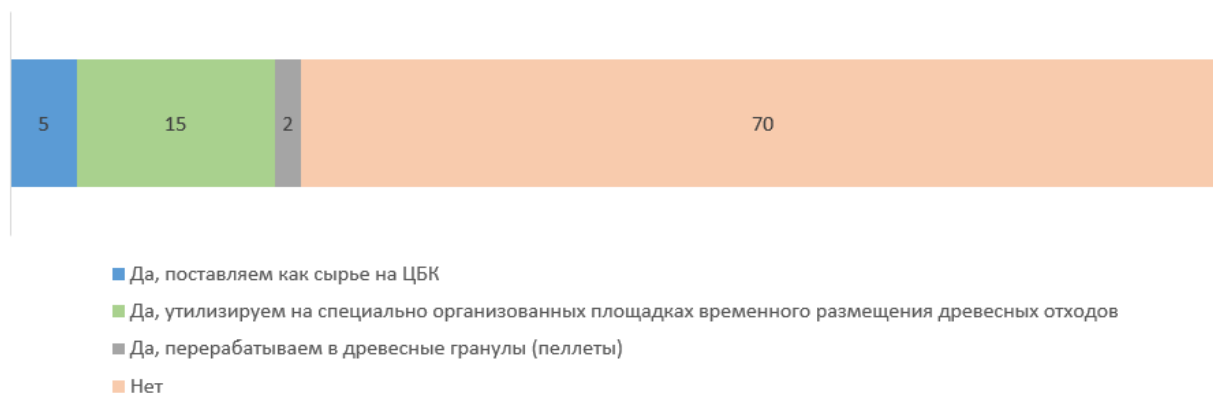 5 15 2 70
Да, поставляем как сырье на ЦБК
Да, утилизируем на специально организованных площадках временного размещения древесных отходов
Да, перерабатываем в древесные гранулы (пеллеты)
Нет